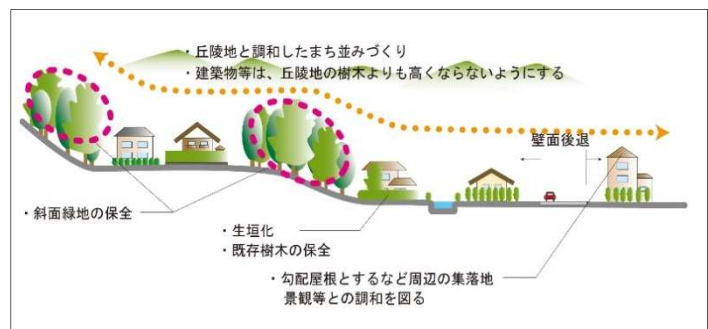 ・丘陵地と調和したまち並みづくり
・建築物等は、丘陵地の樹木よりも高くならないようにする
壁面後退
・斜面緑地の保全
・生垣化
・既存樹木の保全
・勾配屋根とするなど周辺の集落地
景観等との調和を図る